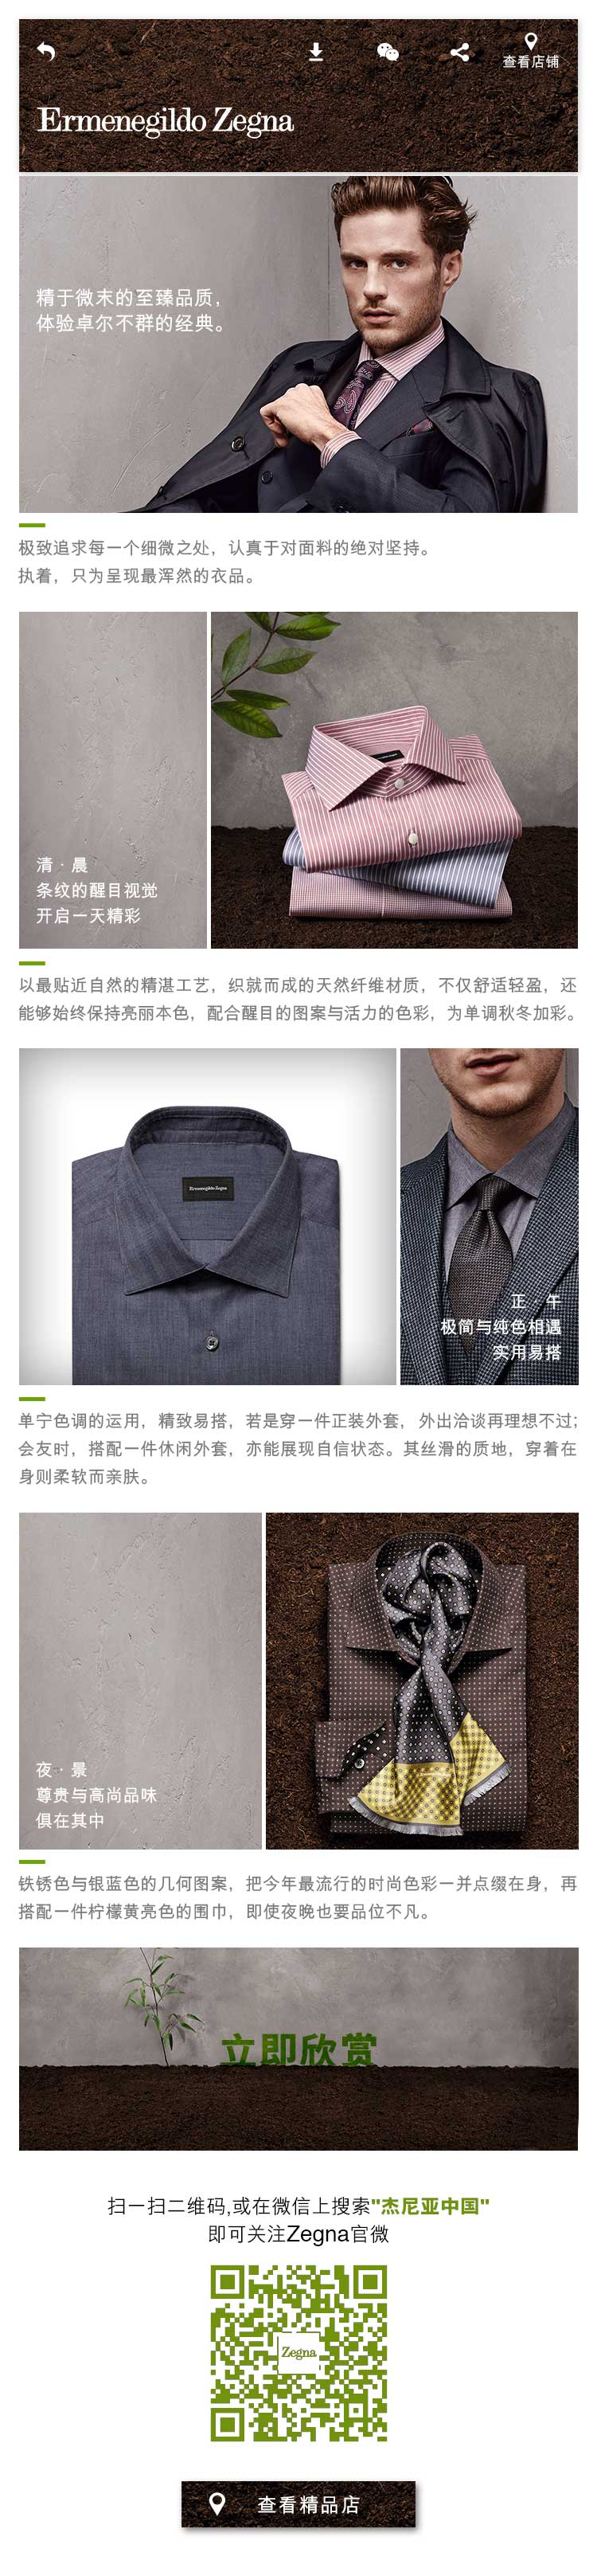 查看店铺
Ermenegildo Zegna
精于微末的至臻品质，
体验卓尔不群的经典。
极致追求每一个细微之处，认真于对面料的绝对坚持。
执着，只为呈现最浑然的衣品。
清·晨
条纹的醒目视觉
开启一天精彩
以最贴近自然的精湛工艺，织就而成的天然纤维材质，不仅舒适轻盈，还
能够始终保持亮丽本色，配合醒目的图案与活力的色彩，为单调秋冬加彩。
Ermenegildo Zegna
正·午
极简与纯色相遇
实用易搭
单宁色调的运用，精致易搭，若是穿一件正装外套，外出洽谈再理想不过；
会友时，搭配一件休闲外套，亦能展现自信状态。其丝滑的质地，穿着在
身则柔软而亲肤。
夜·景
尊贵与高尚品味
俱在其中
铁锈色与银蓝色的几何图案，把今年最流行的时尚色彩一并点缀在身，再
搭配一件柠檬黄亮色的围巾，即使夜晚也要品位不凡。
立即欣赏
扫一扫二维码,或在微信上搜索"杰尼亚中国"
即可关注Zegna官微
Zegna
查看精品店